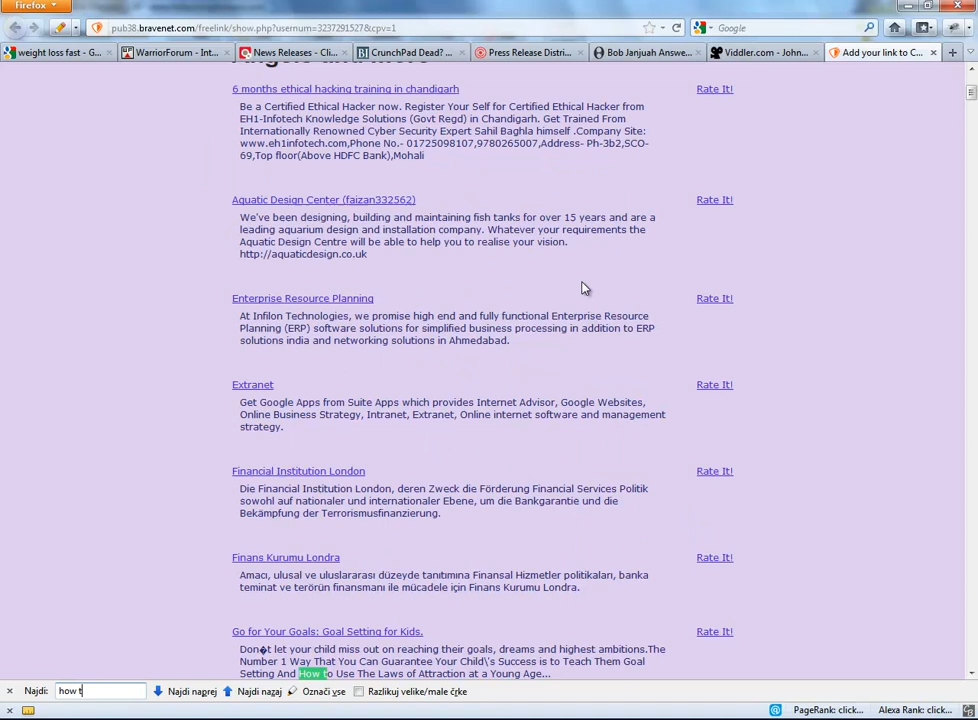 Firefox
pub38.bravenet.com/freelink/show.php?usernum=3237291527&cpv=1
Google
weight loss fast - G...
WarriorForum - Int...
News Releases - Cli...
CrunchPad Dead? ...
Press Release Distri...
Bob Janjuah Answe...
Viddler.com - John...
Add your link to C...
6 months ethical hacking training in chandigarh
Rate It!
Be a Certified Ethical Hacker now. Register Your Self for Certified Ethical Hacker from
EH1-Infotech Knowledge Solutions (Govt Regd) in Chandigarh. Get Trained From
Internationally Renowned Cyber Security Expert Sahil Baghla himself .Company Site:
www.eh1infotech.com,Phone No.- 01725098107,9780265007,Address- Ph-3b2,SCO-
69,Top floor(Above HDFC Bank),Mohali
Aquatic Design Center (faizan332562)
Rate It!
We've been designing, building and maintaining fish tanks for over 15 years and are a
leading aquarium design and installation company. Whatever your requirements the
Aquatic Design Centre will be able to help you to realise your vision.
http://aquaticdesign.co.uk
Enterprise Resource Planning
Rate It!
At Infilon Technologies, we promise high end and fully functional Enterprise Resource
Planning (ERP) software solutions for simplified business processing in addition to ERP
solutions india and networking solutions in Ahmedabad.
Extranet
Rate It!
Get Google Apps from Suite Apps which provides Internet Advisor, Google Websites,
Online Business Strategy, Intranet, Extranet, Online internet software and management
strategy.
Financial Institution London
Rate It!
Die Financial Institution London, deren Zweck die Förderung Financial Services Politik
sowohl auf nationaler und internationaler Ebene, um die Bankgarantie und die
Bekämpfung der Terrorismusfinanzierung.
Finans Kurumu Londra
Rate It!
Amacı, ulusal ve uluslararası düzeyde tanıtımına Finansal Hizmetler politikaları, banka
teminat ve terörün finansmanı ile mücadele için Finans Kurumu Londra.
Go for Your Goals: Goal Setting for Kids.
Rate It!
Don�t let your child miss out on reaching their goals, dreams and highest ambitions.The
Number 1 Way That You Can Guarantee Your Child\'s Success is to Teach Them Goal
Setting And How to Use The Laws of Attraction at a Young Age...
Najdi: how t
Najdi naprej
Najdi nazaj
Označi vse
Razlikuj velike/male črke
PageRank: click...
Alexa Rank: click...